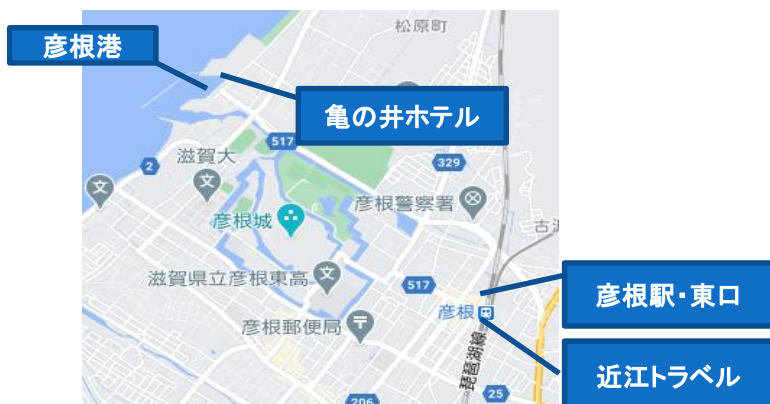 松原町
彦根港
亀の井ホテル
517
2
滋賀大
329
文
文
彦根警察署
彦根城
古沢
滋賀県立彦根東高
文
517
彦根駅・東口
彦根
彦根郵便局
琵琶湖線
近江トラベル
25
206